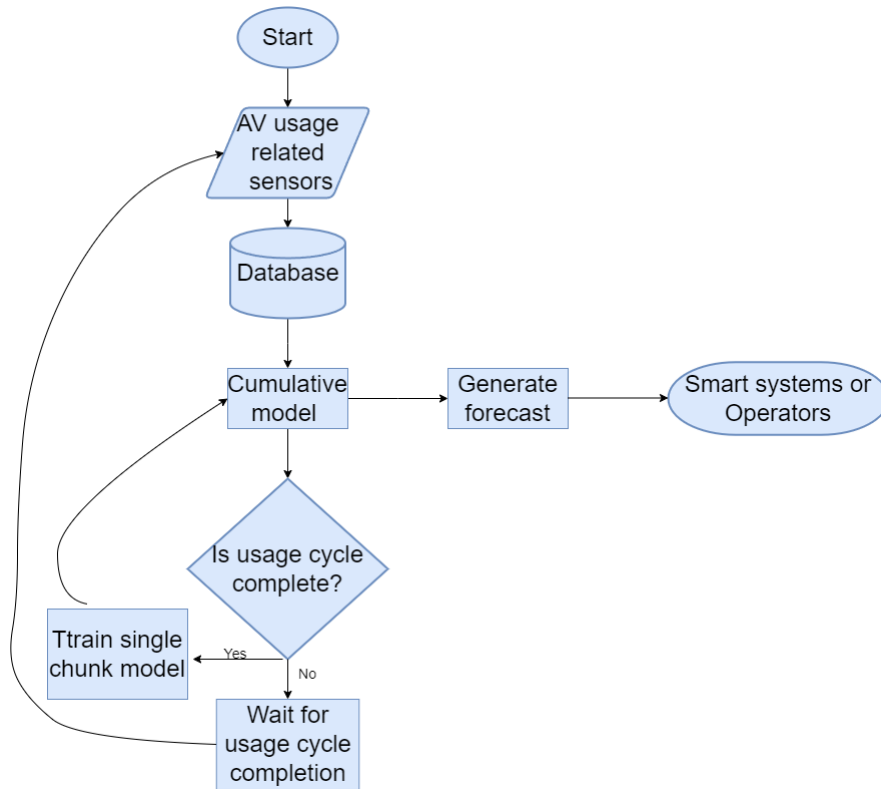 Start
AV usage
related
sensors
Database
Cumulative
model
Generate
forecast
Smart systems or
Operators
Is usage cycle
complete?
Ttrain single
chunk model
Yes
No
Wait for
usage cycle
completion